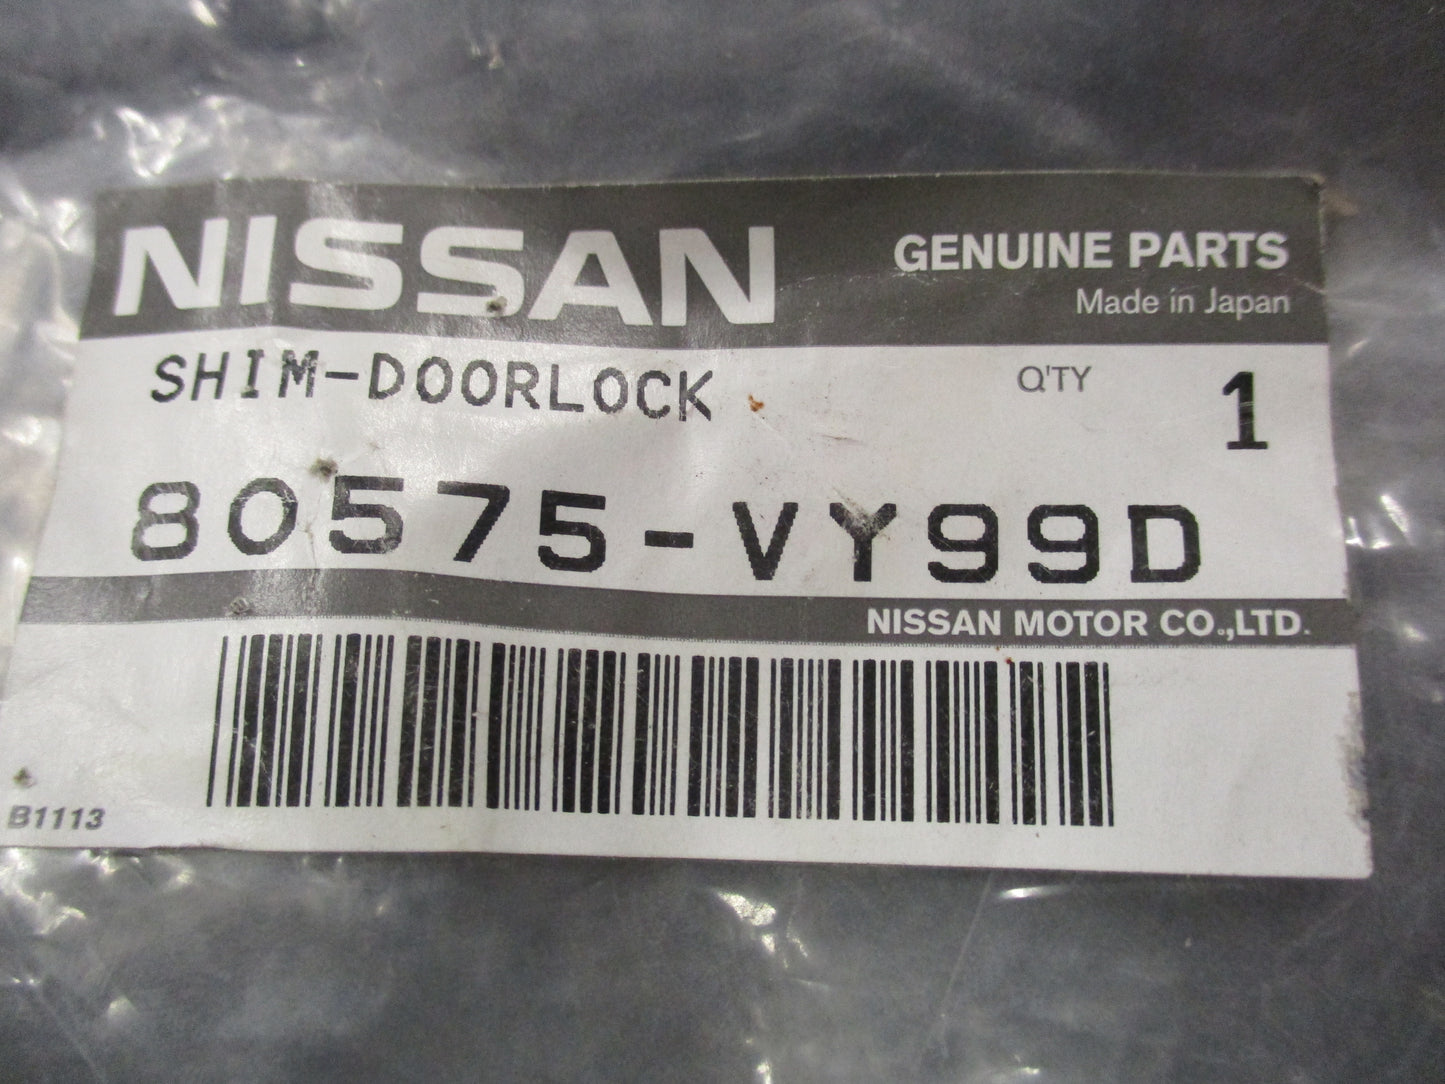 NISSAN
GENUINE PARTS
Made in Japan
SHIM-DOORLOCK
Q'TY 1
80575-VY99D
NISSAN MOTOR CO.,LTD.
B1113